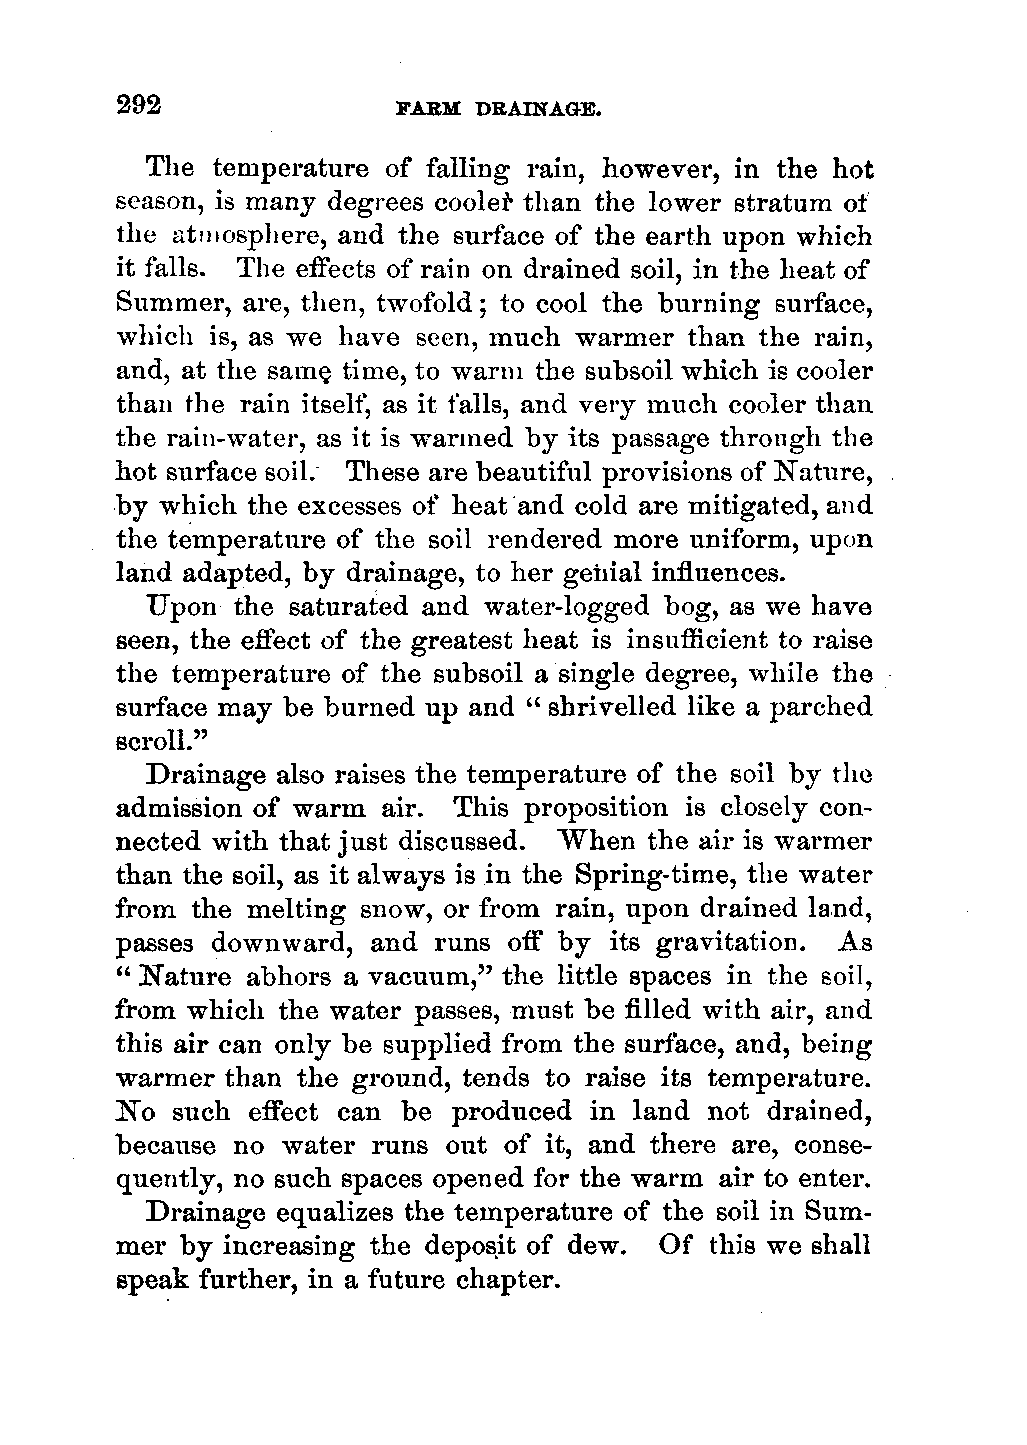 292 FARM DRAINAGE.
The temperature of falling rain, however, in the hot
season, is many degrees cooler than the lower stratum of
the atmosphere, and the surface of the earth upon which
it falls. The effects of rain on drained soil, in the heat of
Summer, are, then, twofold; to cool the burning surface,
which is, as we have seen, much warmer than the rain,
and, at the same time, to warm the subsoil which is cooler
than the rain itself, as it falls, and very much cooler than
the rain-water, as it is warmed by its passage through the
hot surface soil. These are beautiful provisions of Nature,
by which the excesses of heat and cold are mitigated, and
the temperature of the soil rendered more uniform, upon
land adapted, by drainage, to her genial influences.
Upon the saturated and water-logged bog, as we have
seen, the effect of the greatest heat is insufficient to raise
the temperature of the subsoil a single degree, while the
surface may be burned up and “ shrivelled like a parched
scroll.”
Drainage also raises the temperature of the soil by the
admission of warm air. This proposition is closely con-
nected with that just discussed. When the air is warmer
than the soil, as it always is in the Spring-time, the water
from the melting snow, or from rain, upon drained land,
passes downward, and runs off by its gravitation. As
“ Nature abhors a vacuum,” the little spaces in the soil,
from which the water passes, must be filled with air, and
this air can only be supplied from the surface, and, being
warmer than the ground, tends to raise its temperature.
No such effect can be produced in land not drained,
because no water runs out of it, and there are, conse-
quently, no such spaces opened for the warm air to enter.
Drainage equalizes the temperature of the soil in Sum-
mer by increasing the deposit of dew. Of this we shall
speak further, in a future chapter.